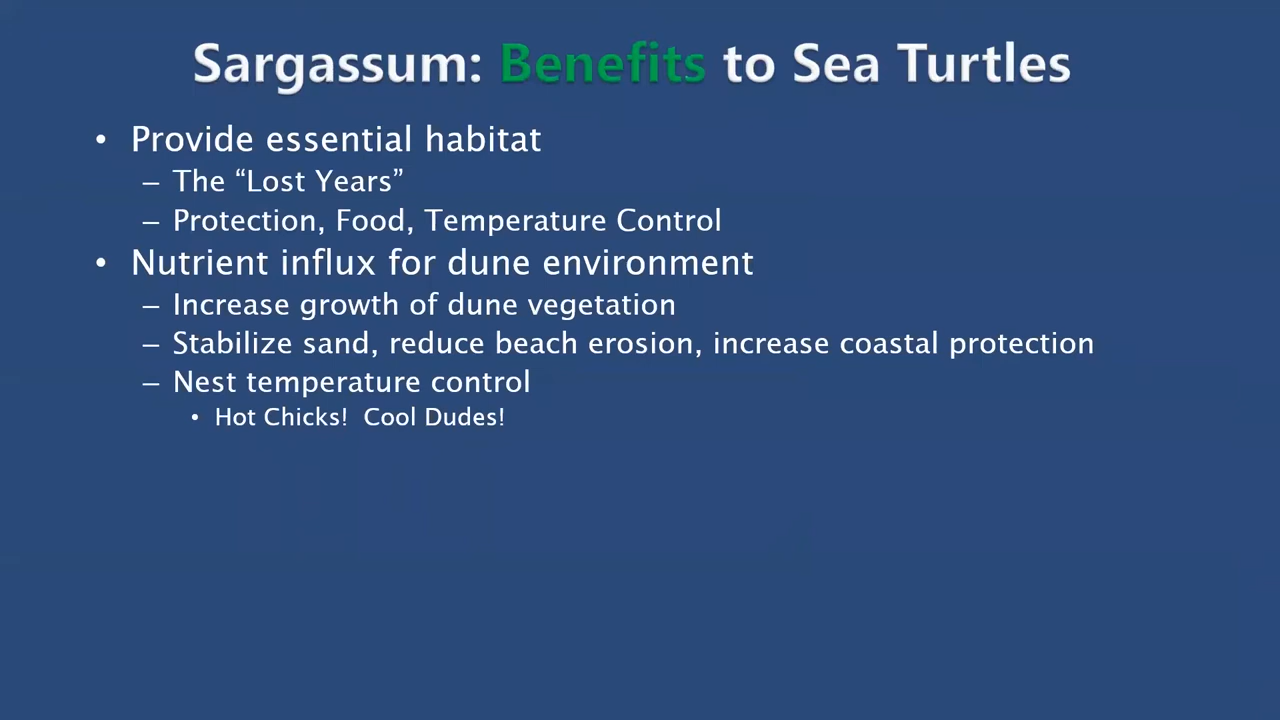 Sargassum: Benefits to Sea Turtles
• Provide essential habitat
– The “Lost Years”
– Protection, Food, Temperature Control
• Nutrient influx for dune environment
– Increase growth of dune vegetation
– Stabilize sand, reduce beach erosion, increase coastal protection
– Nest temperature control
• Hot Chicks!  Cool Dudes!